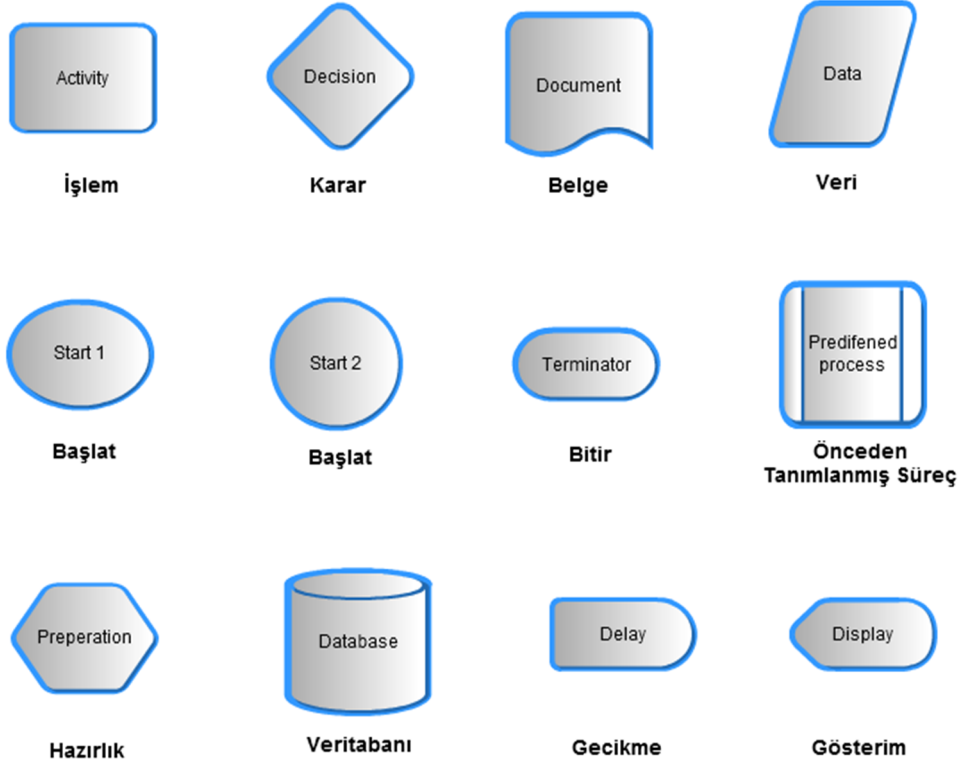 Activity
Decision
Document
Data
İşlem
Karar
Belge
Veri
Start 1
Start 2
Terminator
Predifened
process
Başlat
Başlat
Bitir
Önceden
Tanımlanmış Süreç
Preperation
Database
Delay
Display
Hazırlık
Veritabanı
Gecikme
Gösterim